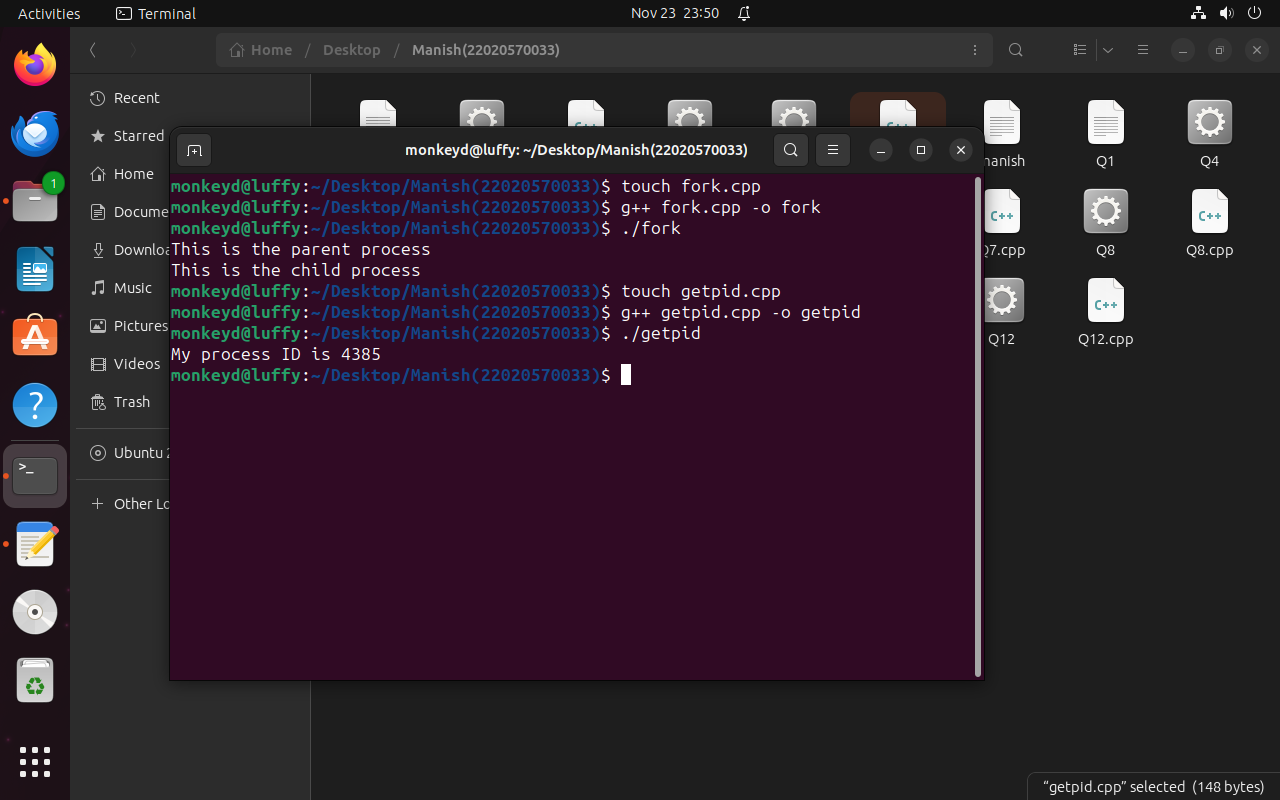 Activities
Terminal
Nov 23 23:50
Home / Desktop / Manish(22020570033)
Recent
Starred
Home
Docume
Downloa
Music
Pictures
Videos
Trash
Ubuntu 2
+ Other Lo
1
C++
C++
manish
Q1
Q4
C++
C++
Q7.cpp
Q8
Q8.cpp
C++
Q12
Q12.cpp
monkeyd@luffy: ~/Desktop/Manish(22020570033)
monkeyd@luffy:~/Desktop/Manish(22020570033)$ touch fork.cpp
monkeyd@luffy:~/Desktop/Manish(22020570033)$ g++ fork.cpp -o fork
monkeyd@luffy:~/Desktop/Manish(22020570033)$ ./fork
This is the parent process
This is the child process
monkeyd@luffy:~/Desktop/Manish(22020570033)$ touch getpid.cpp
monkeyd@luffy:~/Desktop/Manish(22020570033)$ g++ getpid.cpp -o getpid
monkeyd@luffy:~/Desktop/Manish(22020570033)$ ./getpid
My process ID is 4385
monkeyd@luffy:~/Desktop/Manish(22020570033)$
>_
“getpid.cpp” selected (148 bytes)